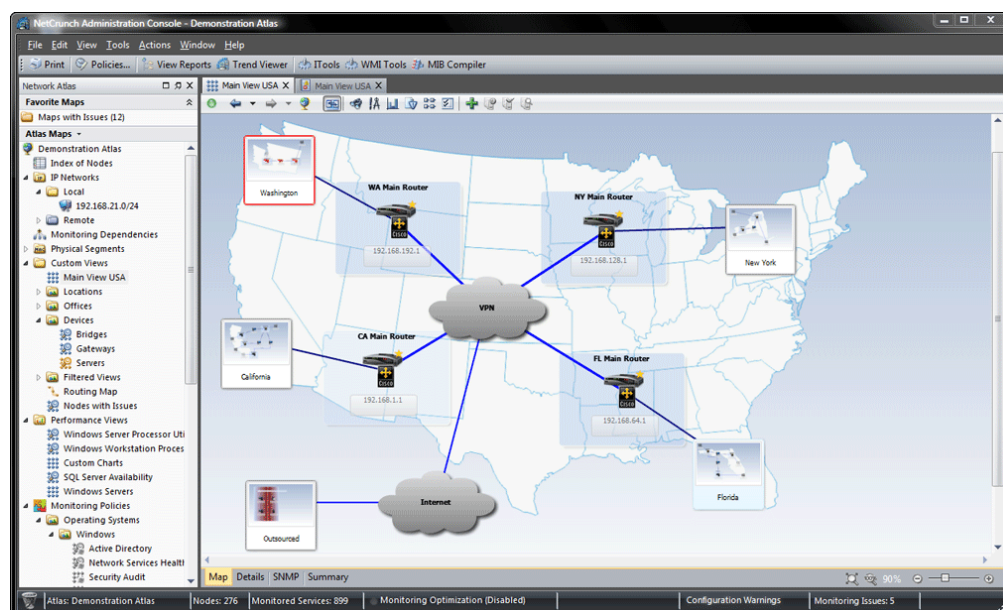 NetCrunch Administration Console - Demonstration Atlas
File Edit View Tools Actions Window Help
Print Policies... View Reports Trend Viewer ITools WMI Tools MIB Compiler
Network Atlas
Main View USA
Main View USA
Favorite Maps
Maps with Issues (12)
Atlas Maps
Demonstration Atlas
Index of Nodes
IP Networks
Local
192.168.21.0/24
Remote
Monitoring Dependencies
Physical Segments
Custom Views
Main View USA
Locations
Offices
Devices
Bridges
Gateways
Servers
Filtered Views
Routing Map
Nodes with Issues
Performance Views
Windows Server Processor Uti
Windows Workstation Proces
Custom Charts
SQL Server Availability
Windows Servers
Monitoring Policies
Operating Systems
Windows
Active Directory
Network Services Healtl
Security Audit
Washington
WA Main Router
CISCO
192.168.192.1
NY Main Router
CISCO
192.168.128.1
New York
VPN
California
CA Main Router
CISCO
192.168.1.1
FL Main Router
CISCO
192.168.64.1
Florida
Outsourced
Internet
Map Details SNMP Summary
90%
Atlas: Demonstration Atlas Nodes: 276 Monitored Services: 899 Monitoring Optimization (Disabled) Configuration Warnings Monitoring Issues: 5